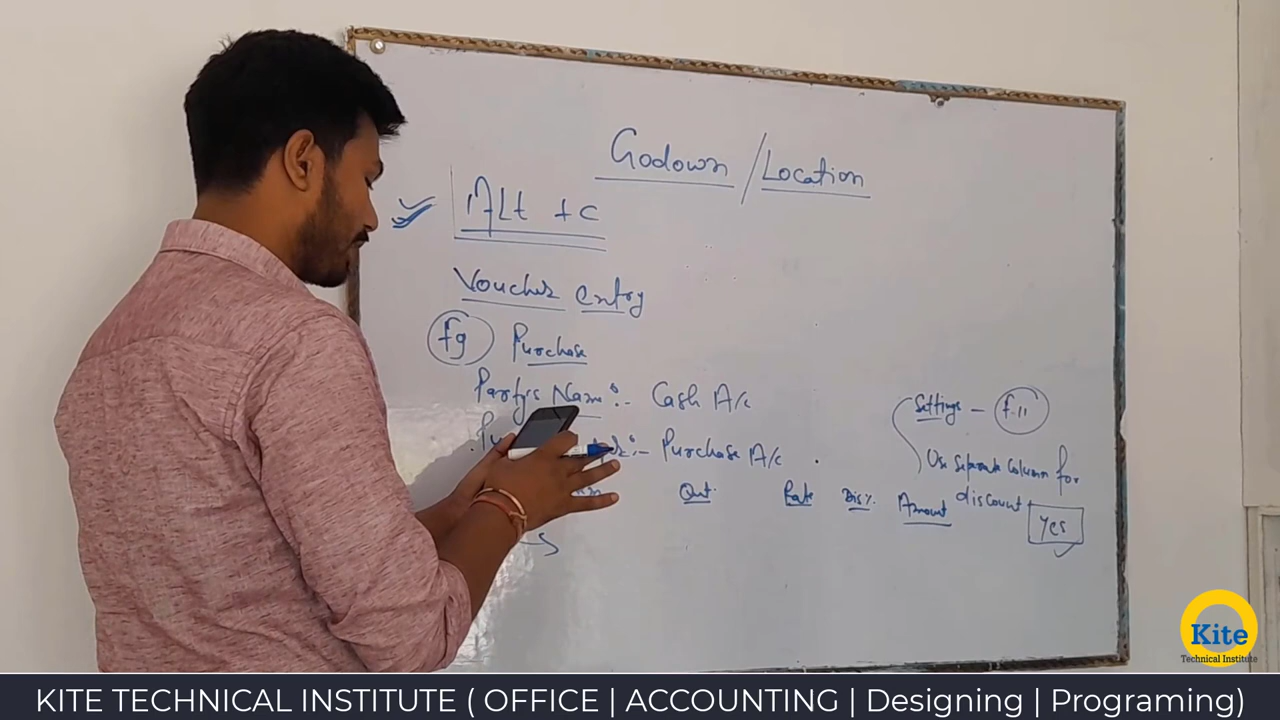 Godown / Location
ALt + C
Voucher entry
f9 Purchase
Party's Name:- Cash A/c
:- Purchase A/c .
Qnt. Rate Dis%. Amount
Settings - f11
Use Separate Column for
discount
Yes
Kite
Technical Institute
KITE TECHNICAL INSTITUTE ( OFFICE | ACCOUNTING | Designing | Programing)